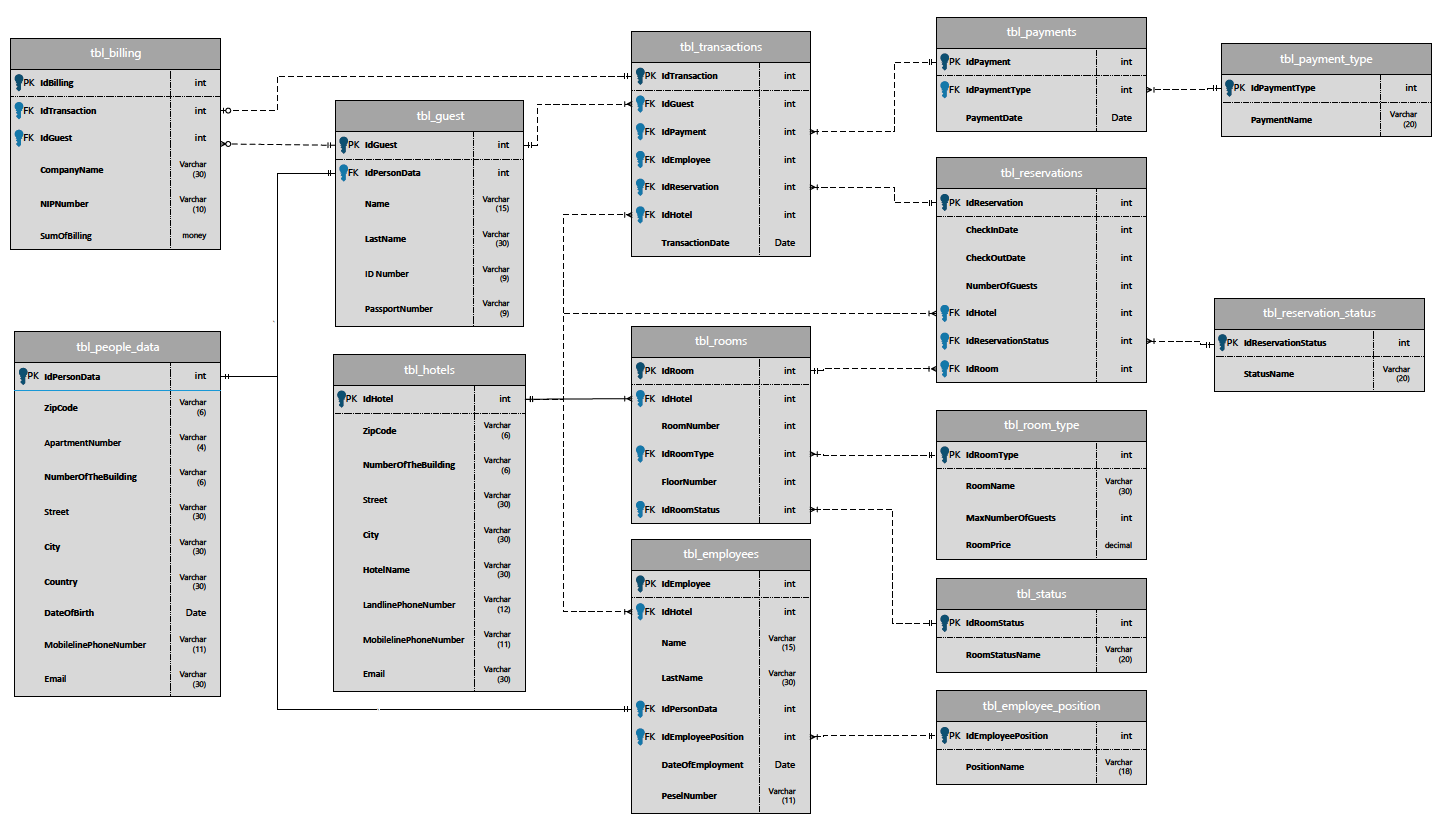 tbl_billing
PK IdBilling int
FK IdTransaction int
FK IdGuest int
CompanyName Varchar (30)
NIPNumber Varchar (10)
SumOfBilling money
tbl_people_data
PK IdPersonData int
ZipCode Varchar (6)
ApartmentNumber Varchar (4)
NumberOfTheBuilding Varchar (6)
Street Varchar (30)
City Varchar (30)
Country Varchar (30)
DateOfBirth Date
MobilelinePhoneNumber Varchar (11)
Email Varchar (30)
tbl_guest
PK IdGuest int
FK IdPersonData int
Name Varchar (15)
LastName Varchar (30)
ID Number Varchar (9)
PassportNumber Varchar (9)
tbl_hotels
PK IdHotel int
ZipCode Varchar (6)
NumberOfTheBuilding Varchar (6)
Street Varchar (30)
City Varchar (30)
HotelName Varchar (30)
LandlinePhoneNumber Varchar (12)
MobilelinePhoneNumber Varchar (11)
Email Varchar (30)
tbl_transactions
PK IdTransaction int
FK IdGuest int
FK IdPayment int
FK IdEmployee int
FK IdReservation int
FK IdHotel int
TransactionDate Date
tbl_rooms
PK IdRoom int
FK IdHotel int
RoomNumber int
FK IdRoomType int
FloorNumber int
FK IdRoomStatus int
tbl_employees
PK IdEmployee int
FK IdHotel int
Name Varchar (15)
LastName Varchar (30)
FK IdPersonData int
FK IdEmployeePosition int
DateOfEmployment Date
PeselNumber Varchar (11)
tbl_payments
PK IdPayment int
FK IdPaymentType int
PaymentDate Date
tbl_reservations
PK IdReservation int
CheckInDate int
CheckOutDate int
NumberOfGuests int
FK IdHotel int
FK IdReservationStatus int
FK IdRoom int
tbl_room_type
PK IdRoomType int
RoomName Varchar (30)
MaxNumberOfGuests int
RoomPrice decimal
tbl_status
PK IdRoomStatus int
RoomStatusName Varchar (20)
tbl_employee_position
PK IdEmployeePosition int
PositionName Varchar (18)
tbl_payment_type
PK IdPaymentType int
PaymentName Varchar (20)
tbl_reservation_status
PK IdReservationStatus int
StatusName Varchar (20)